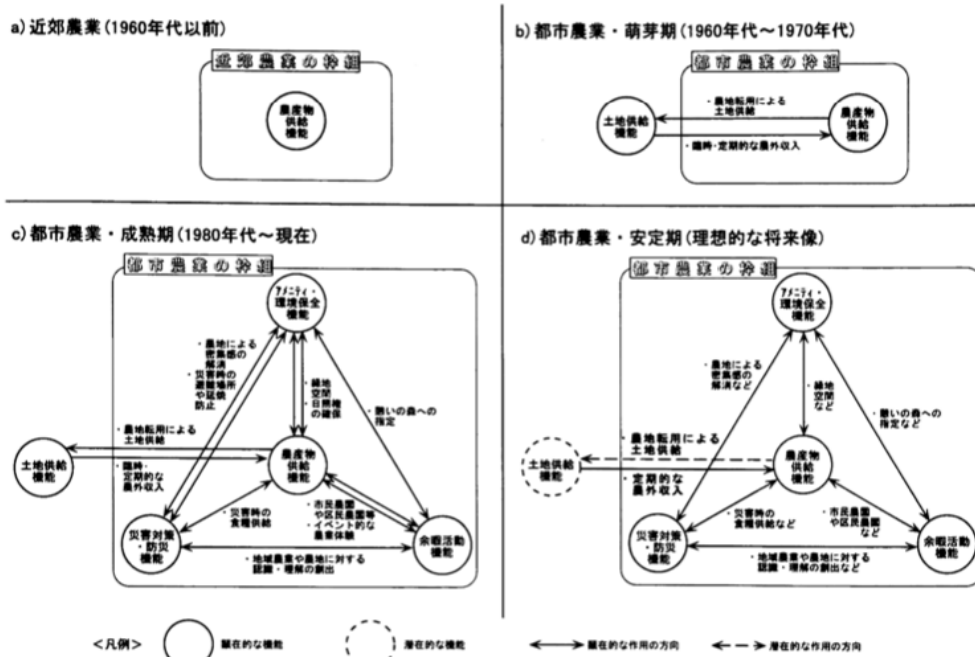 a)近郊農業(1960年代以前)
近郊農業の枠組
農産物
供給
機能
b)都市農業・萌芽期(1960年代～1970年代)
都市農業の枠組
土地供給
機能
・農地転用による
土地供給
農産物
供給
機能
・臨時・定期的な農外収入
c)都市農業・成熟期(1980年代～現在)
都市農業の枠組
アメニティ・
環境保全
機能
・農地による
密集感の
解消
・災害時の
避難場所
や延焼
防止
・緑地
空間
・日照権
の確保
・憩いの森への
指定
・農地転用による
土地供給
土地供給
機能
・臨時・
定期的な
農外収入
農産物
供給
機能
・災害時の
食糧供給
・市民農園
や区民農園等
・イベント的な
農業体験
災害対策
・防災
機能
余暇活動
機能
・地域農業や農地に対する
認識・理解の創出
d)都市農業・安定期(理想的な将来像)
都市農業の枠組
アメニティ・
環境保全
機能
・農地による
密集感の
解消など
・緑地
空間
など
・憩いの森への
指定など
・農地転用による
土地供給
土地供給
機能
・定期的な
農外収入
農産物
供給
機能
・災害時の
食糧供給など
・市民農園
や区民農園
など
災害対策
・防災
機能
余暇活動
機能
・地域農業や農地に対する
認識・理解の創出など
<凡例>
顕在的な機能
潜在的な機能
顕在的な作用の方向
潜在的な作用の方向